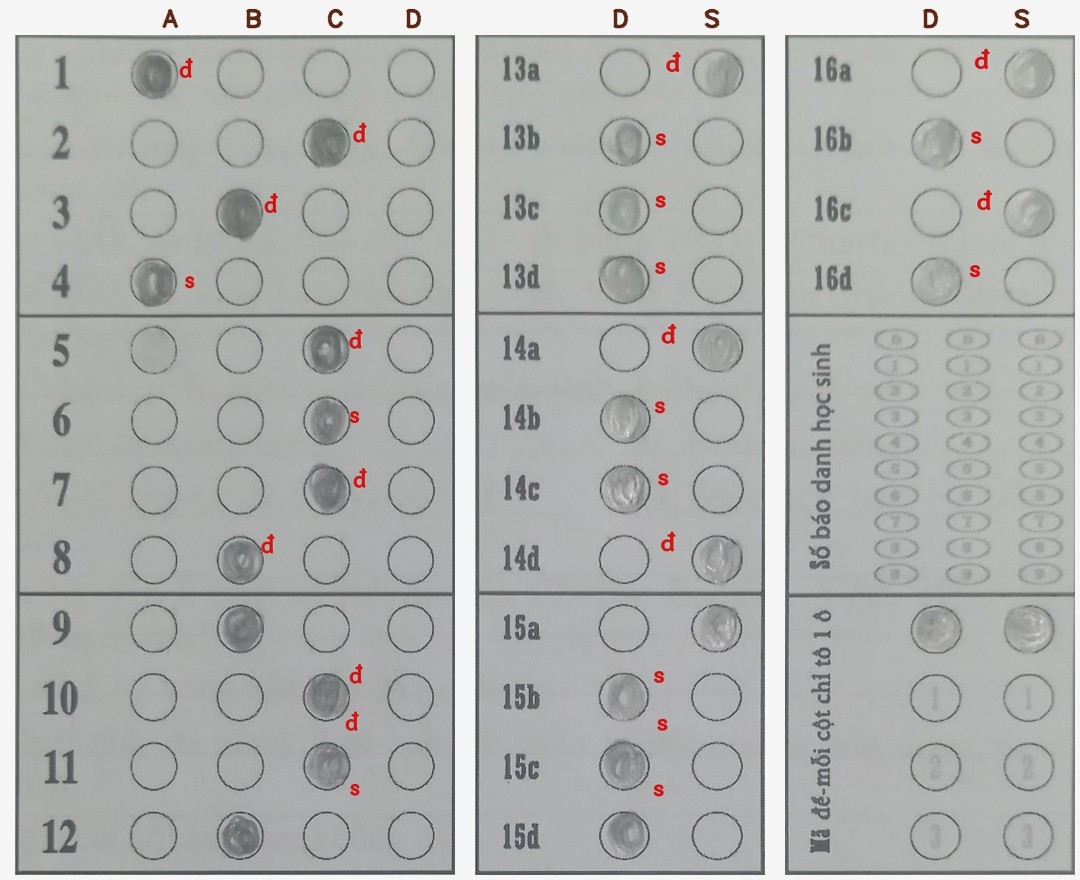 A B C D
1 đ
2 đ
3 đ
4 s
5 đ
6 s
7 đ
8 đ
9
10 đ
đ
11
s
12
D S
13a đ
13b s
13c s
13d s
14a đ
14b s
14c s
14d đ
15a
15b s
s
15c
s
15d
D S
16a đ
16b s
16c đ
16d s
Số báo danh học sinh
0 0 0
1 1 1
2 2 2
3 3 3
4 4 4
5 5 5
6 6 6
7 7 7
8 8 8
9 9 9
Mã đề-mỗi cột chỉ tô 1 ô
1 1
2 2
3 3